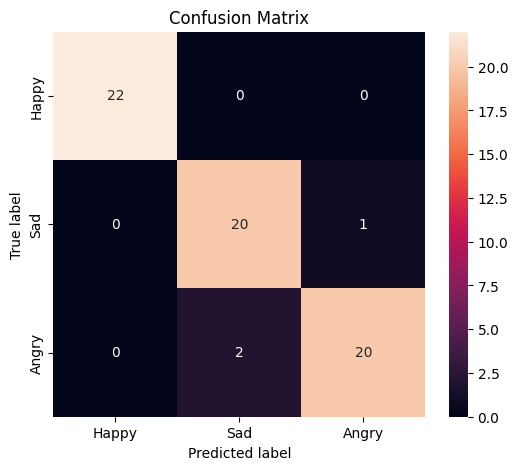 Confusion Matrix
True label
Happy
22 0 0
Sad
0 20 1
Angry
0 2 20
Happy Sad Angry
Predicted label
20.0
17.5
15.0
12.5
10.0
7.5
5.0
2.5
0.0